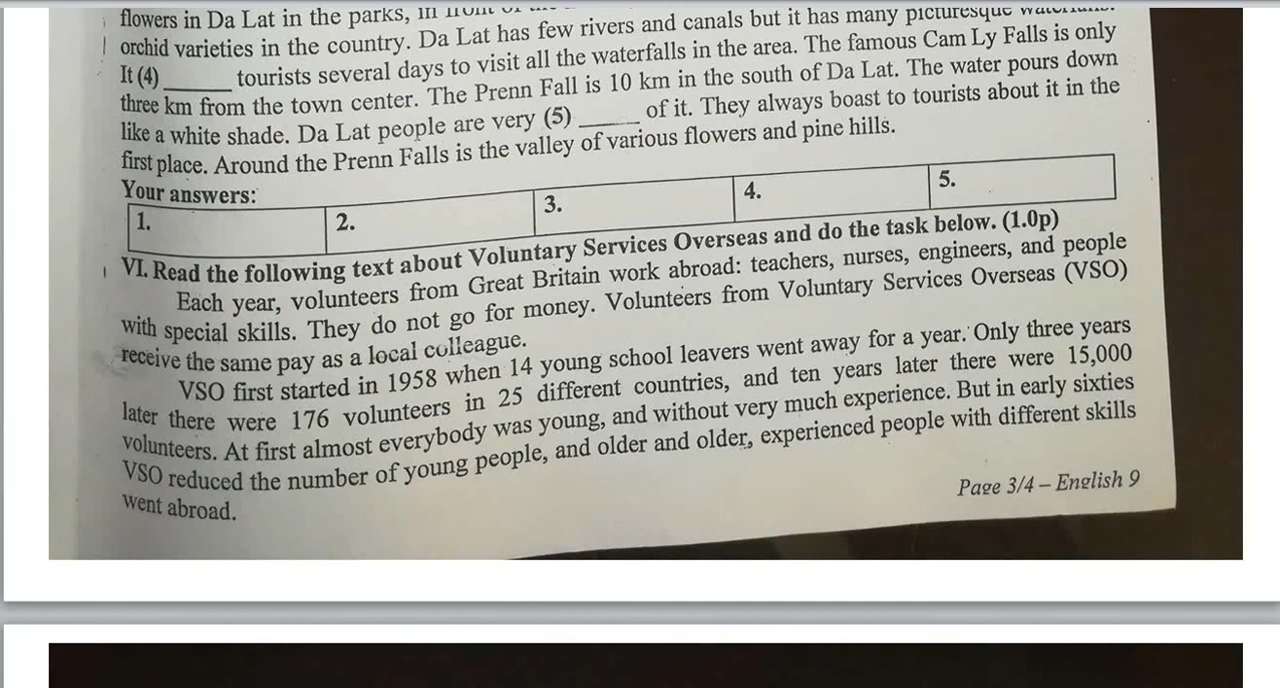 flowers in Da Lat in the parks, in front of
orchid varieties in the country. Da Lat has few rivers and canals but it has many picturesque
It (4) ______ tourists several days to visit all the waterfalls in the area. The famous Cam Ly Falls is only
three km from the town center. The Prenn Fall is 10 km in the south of Da Lat. The water pours down
like a white shade. Da Lat people are very (5) ______ of it. They always boast to tourists about it in the
first place. Around the Prenn Falls is the valley of various flowers and pine hills.
Your answers:
1. 2. 3. 4. 5.
VI. Read the following text about Voluntary Services Overseas and do the task below. (1.0p)
Each year, volunteers from Great Britain work abroad: teachers, nurses, engineers, and people
with special skills. They do not go for money. Volunteers from Voluntary Services Overseas (VSO)
receive the same pay as a local colleague.
VSO first started in 1958 when 14 young school leavers went away for a year. Only three years
later there were 176 volunteers in 25 different countries, and ten years later there were 15,000
volunteers. At first almost everybody was young, and without very much experience. But in early sixties
VSO reduced the number of young people, and older and older, experienced people with different skills
went abroad.
Page 3/4 – English 9